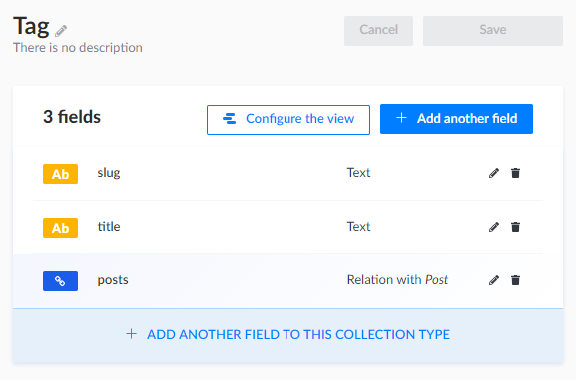 Tag
There is no description
Cancel
Save
3 fields
Configure the view
Add another field
Ab slug Text
Ab title Text
posts Relation with Post
ADD ANOTHER FIELD TO THIS COLLECTION TYPE